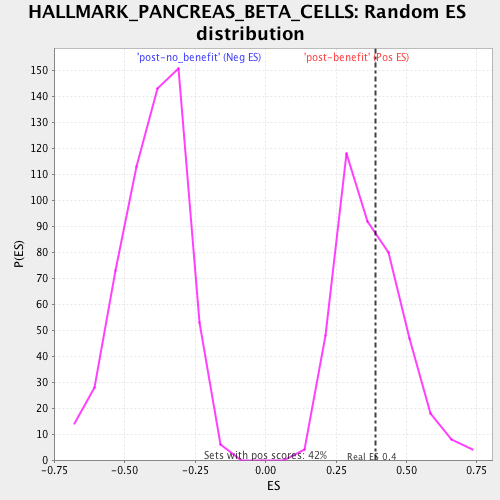 HALLMARK_PANCREAS_BETA_CELLS: Random ES
distribution
'post-no_benefit' (Neg ES)
'post-benefit' (Pos ES)
150
140
130
120
110
100
90
80
70
60
50
40
30
20
10
0
P(ES)
Sets with pos scores: 42%
Real ES 0.4
-0.75
-0.50
-0.25
0.00
0.25
0.50
0.75
ES